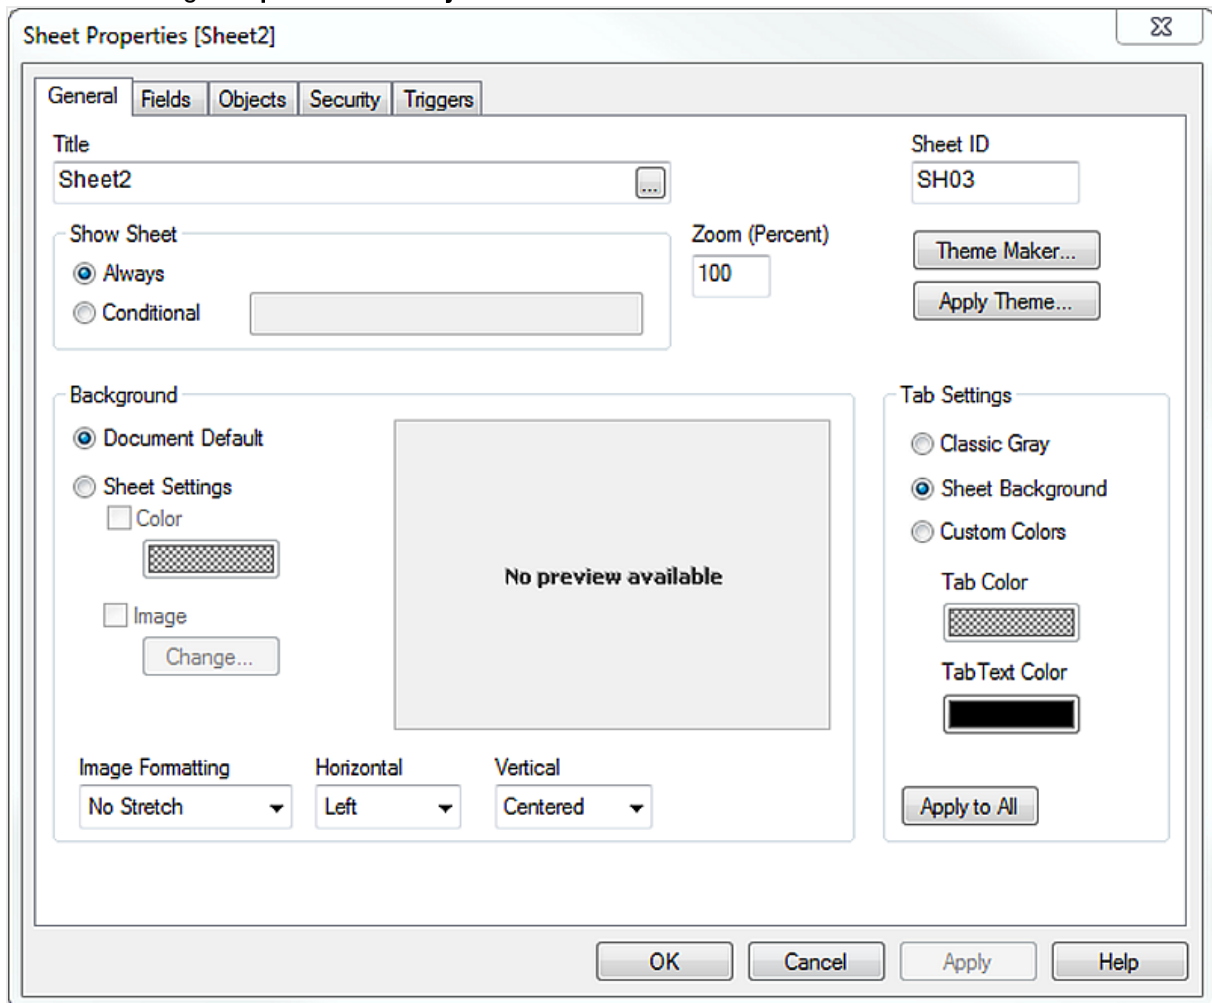 Sheet Properties [Sheet2]
General Fields Objects Security Triggers
Title
Sheet2
...
Sheet ID
SH03
Show Sheet
Always
Conditional
Zoom (Percent)
100
Theme Maker...
Apply Theme...
Background
Document Default
Sheet Settings
Color
Image
Change...
No preview available
Image Formatting
No Stretch
Horizontal
Left
Vertical
Centered
Tab Settings
Classic Gray
Sheet Background
Custom Colors
Tab Color
Tab Text Color
Apply to All
OK Cancel Apply Help